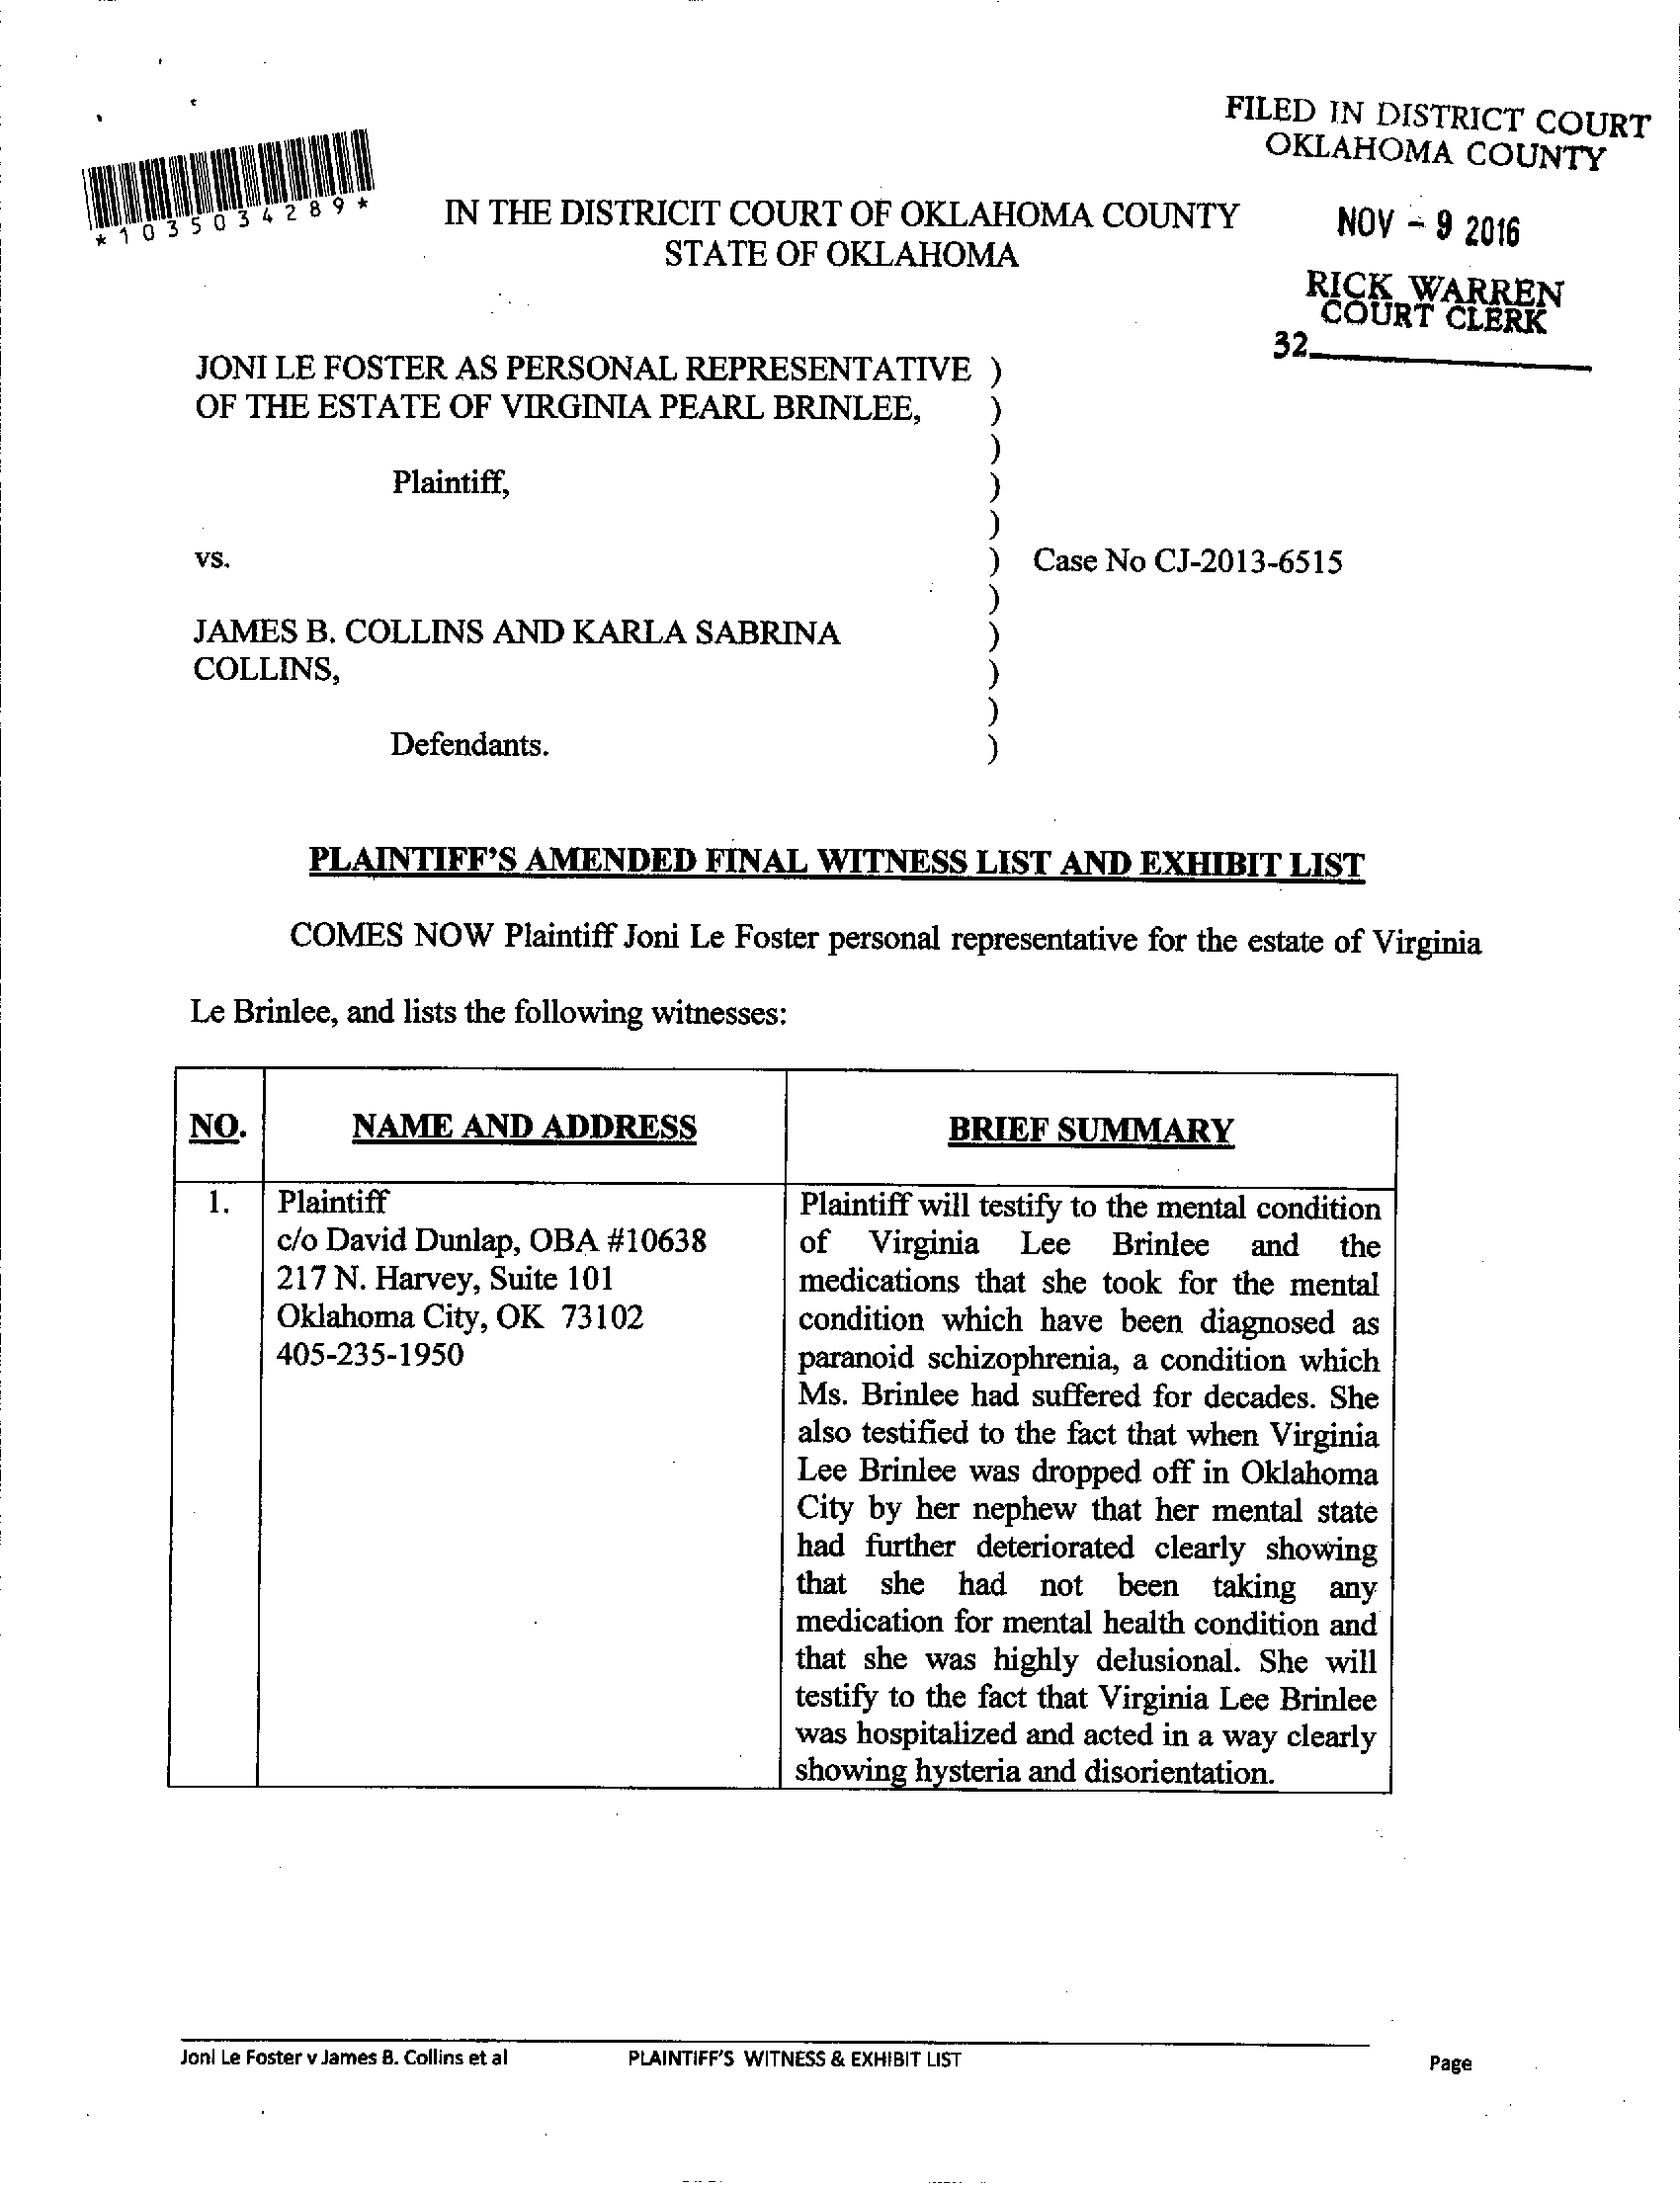 FILED IN DISTRICT COURT
OKLAHOMA COUNTY
NOV - 9 2016
RICK WARREN
COURT CLERK
32
*1035034289*
IN THE DISTRICIT COURT OF OKLAHOMA COUNTY
STATE OF OKLAHOMA
JONI LE FOSTER AS PERSONAL REPRESENTATIVE )
OF THE ESTATE OF VIRGINIA PEARL BRINLEE, )
)
Plaintiff, )
)
vs. ) Case No CJ-2013-6515
)
JAMES B. COLLINS AND KARLA SABRINA )
COLLINS, )
)
Defendants. )
PLAINTIFF'S AMENDED FINAL WITNESS LIST AND EXHIBIT LIST
COMES NOW Plaintiff Joni Le Foster personal representative for the estate of Virginia
Le Brinlee, and lists the following witnesses:
NO. NAME AND ADDRESS BRIEF SUMMARY
1. Plaintiff
c/o David Dunlap, OBA #10638
217 N. Harvey, Suite 101
Oklahoma City, OK 73102
405-235-1950
Plaintiff will testify to the mental condition
of Virginia Lee Brinlee and the
medications that she took for the mental
condition which have been diagnosed as
paranoid schizophrenia, a condition which
Ms. Brinlee had suffered for decades. She
also testified to the fact that when Virginia
Lee Brinlee was dropped off in Oklahoma
City by her nephew that her mental state
had further deteriorated clearly showing
that she had not been taking any
medication for mental health condition and
that she was highly delusional. She will
testify to the fact that Virginia Lee Brinlee
was hospitalized and acted in a way clearly
showing hysteria and disorientation.
Joni Le Foster v James B. Collins et al PLAINTIFF'S WITNESS & EXHIBIT LIST Page